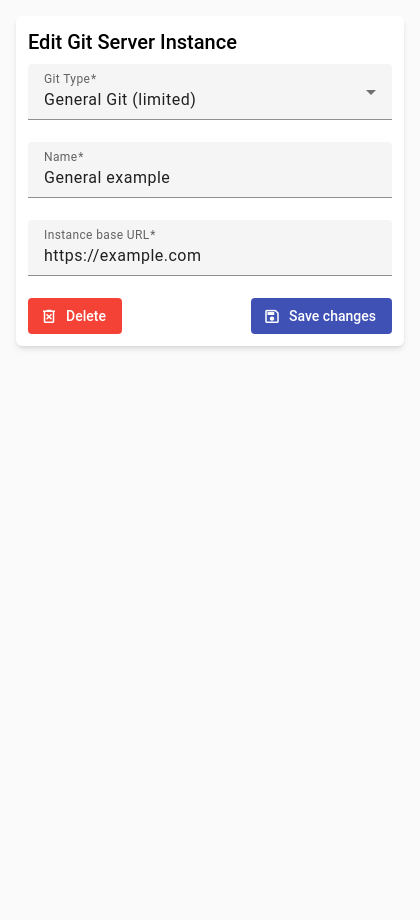 Edit Git Server Instance
Git Type*
General Git (limited)
Name*
General example
Instance base URL*
https://example.com
Delete
Save changes